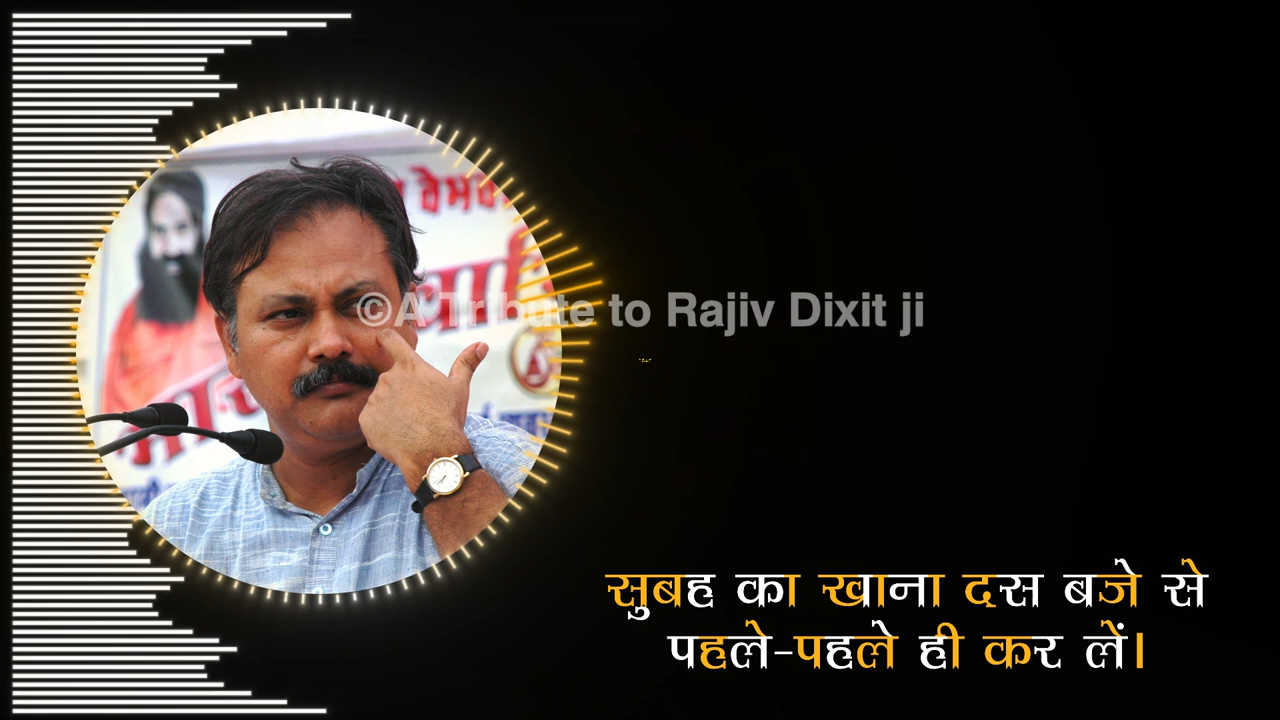 ©A Tribute to Rajiv Dixit ji
सुबह का खाना दस बजे से
पहले-पहले ही कर लें।